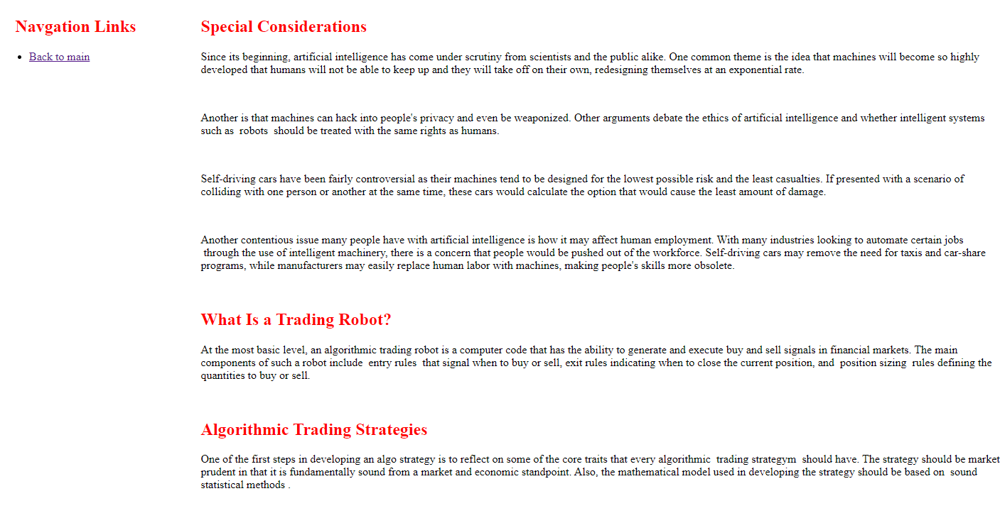 Navgation Links
Back to main
Special Considerations
Since its beginning, artificial intelligence has come under scrutiny from scientists and the public alike. One common theme is the idea that machines will become so highly
developed that humans will not be able to keep up and they will take off on their own, redesigning themselves at an exponential rate.
Another is that machines can hack into people's privacy and even be weaponized. Other arguments debate the ethics of artificial intelligence and whether intelligent systems
such as robots should be treated with the same rights as humans.
Self-driving cars have been fairly controversial as their machines tend to be designed for the lowest possible risk and the least casualties. If presented with a scenario of
colliding with one person or another at the same time, these cars would calculate the option that would cause the least amount of damage.
Another contentious issue many people have with artificial intelligence is how it may affect human employment. With many industries looking to automate certain jobs
through the use of intelligent machinery, there is a concern that people would be pushed out of the workforce. Self-driving cars may remove the need for taxis and car-share
programs, while manufacturers may easily replace human labor with machines, making people's skills more obsolete.
What Is a Trading Robot?
At the most basic level, an algorithmic trading robot is a computer code that has the ability to generate and execute buy and sell signals in financial markets. The main
components of such a robot include entry rules that signal when to buy or sell, exit rules indicating when to close the current position, and position sizing rules defining the
quantities to buy or sell.
Algorithmic Trading Strategies
One of the first steps in developing an algo strategy is to reflect on some of the core traits that every algorithmic trading strategym should have. The strategy should be market
prudent in that it is fundamentally sound from a market and economic standpoint. Also, the mathematical model used in developing the strategy should be based on sound
statistical methods .